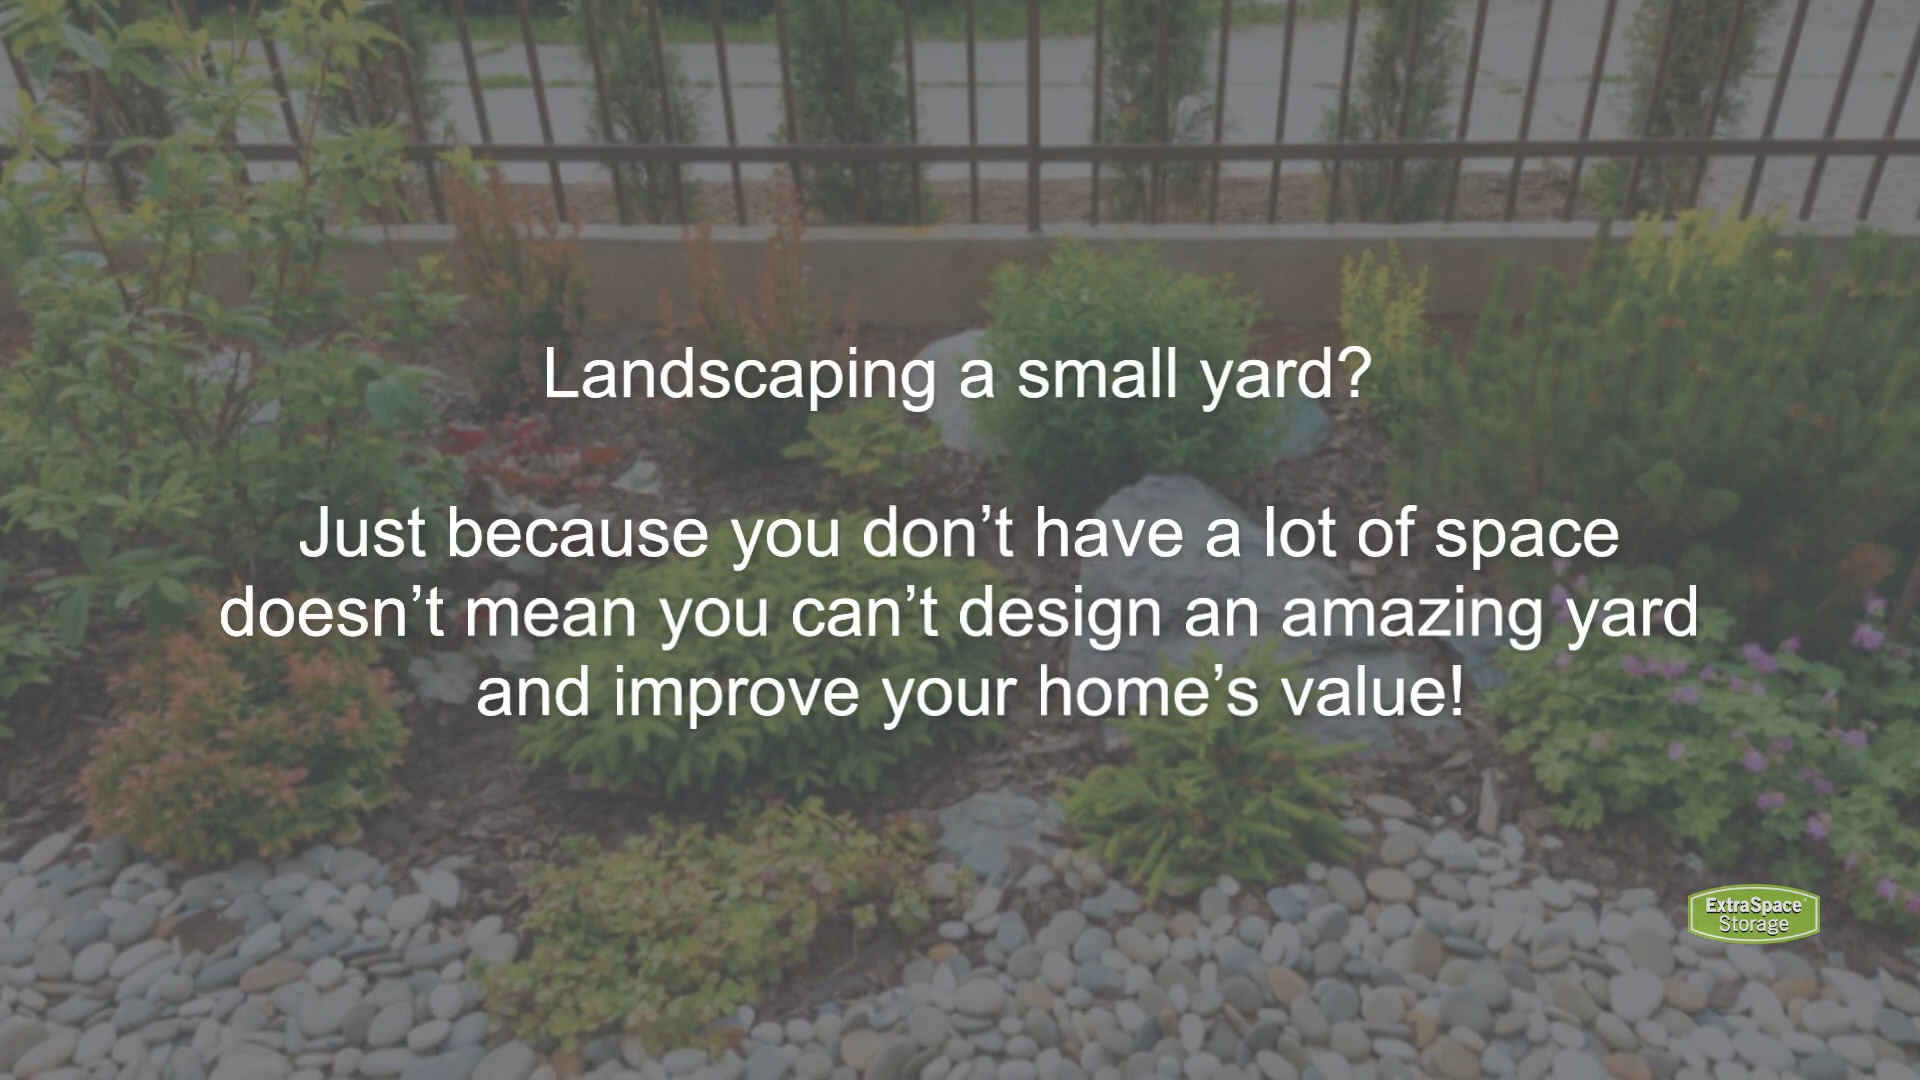 Landscaping a small yard?
Just because you don’t have a lot of space
doesn’t mean you can’t design an amazing yard
and improve your home’s value!
ExtraSpace
Storage